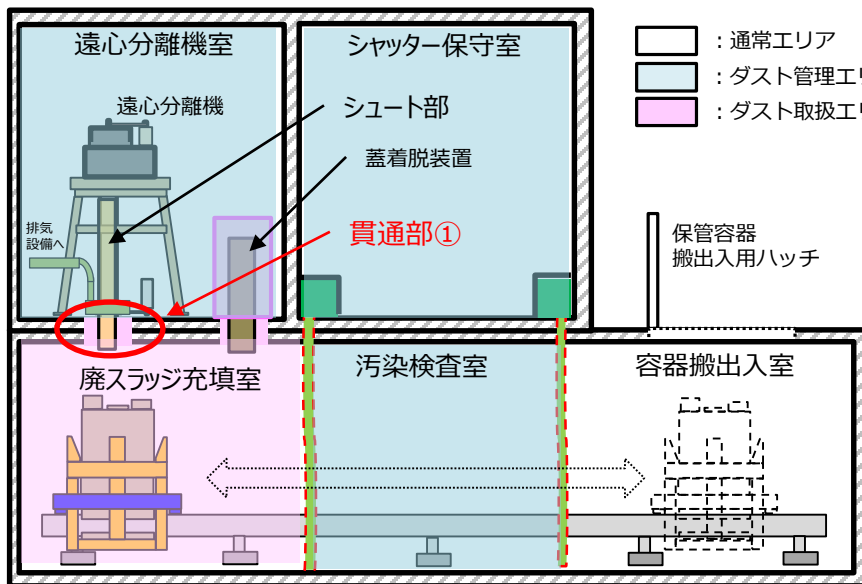 遠心分離機室
シャッター保守室
：通常エリア
：ダスト管理エリ
：ダスト取扱エリ
遠心分離機
シュート部
蓋着脱装置
排気
設備へ
貫通部①
保管容器
搬出入用ハッチ
廃スラッジ充填室
汚染検査室
容器搬出入室